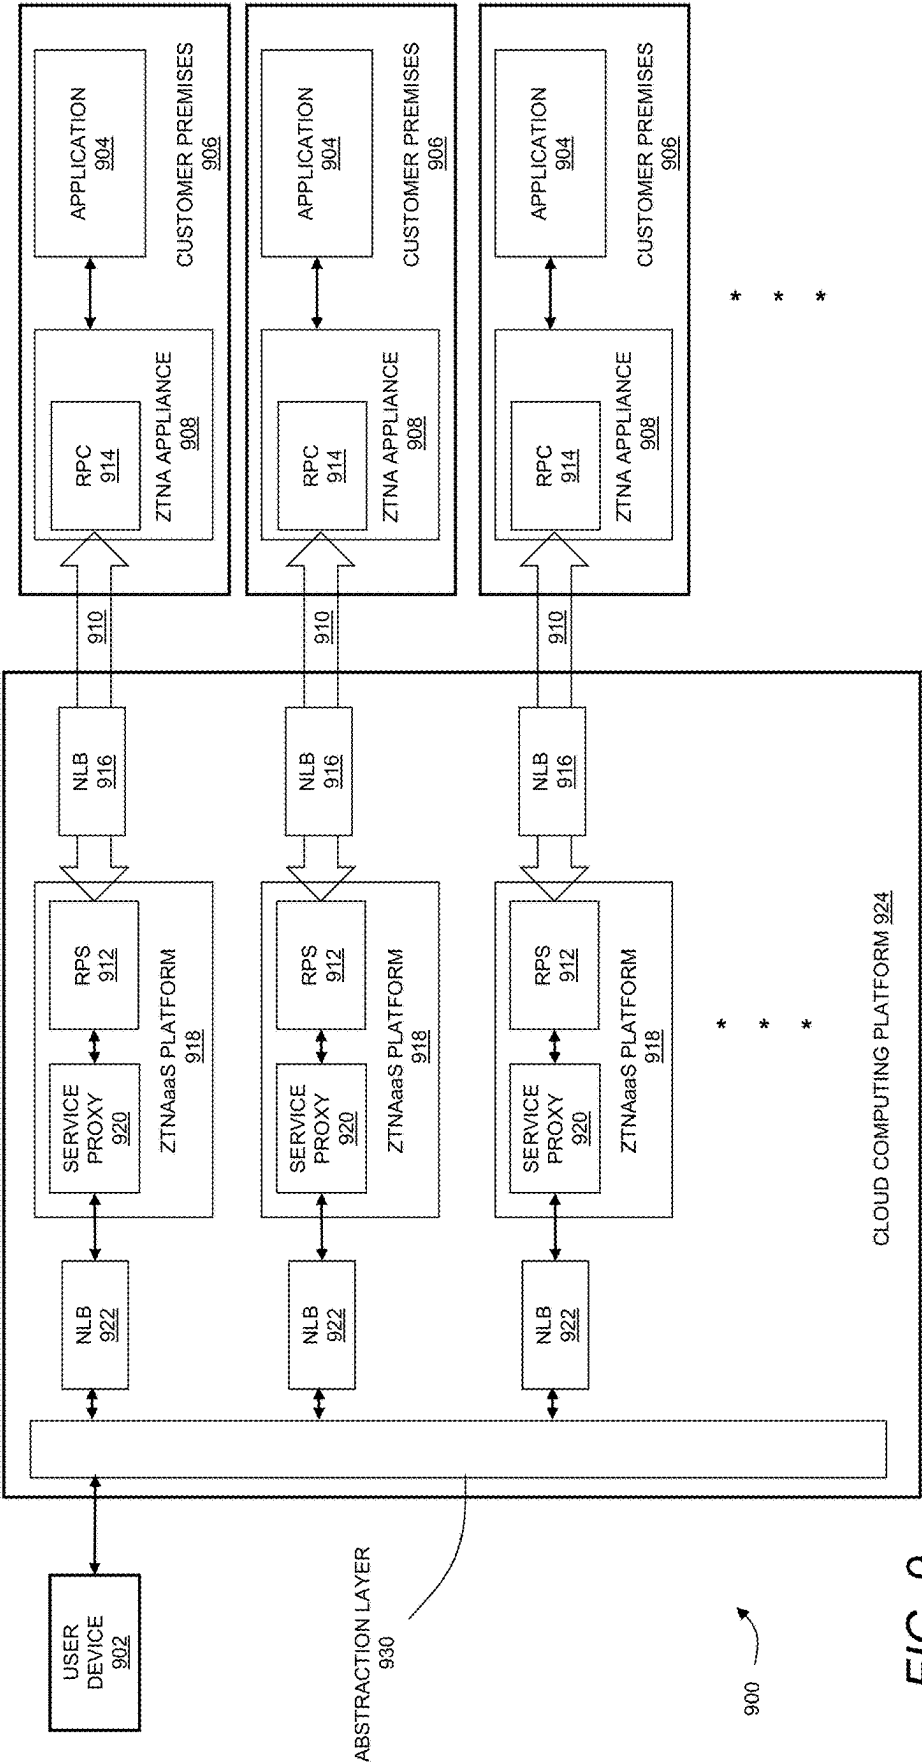 USER
DEVICE
902
NLB
922
SERVICE
PROXY
920
RPS
912
ZTNAaaS PLATFORM
918
NLB
916
910
RPC
914
ZTNA APPLIANCE
908
APPLICATION
904
CUSTOMER PREMISES
906
NLB
922
SERVICE
PROXY
920
RPS
912
ZTNAaaS PLATFORM
918
NLB
916
910
RPC
914
ZTNA APPLIANCE
908
APPLICATION
904
CUSTOMER PREMISES
906
ABSTRACTION LAYER
930
NLB
922
SERVICE
PROXY
920
RPS
912
ZTNAaaS PLATFORM
918
NLB
916
910
RPC
914
ZTNA APPLIANCE
908
APPLICATION
904
CUSTOMER PREMISES
906
* * *
* * *
900
CLOUD COMPUTING PLATFORM 924
FIG. 9